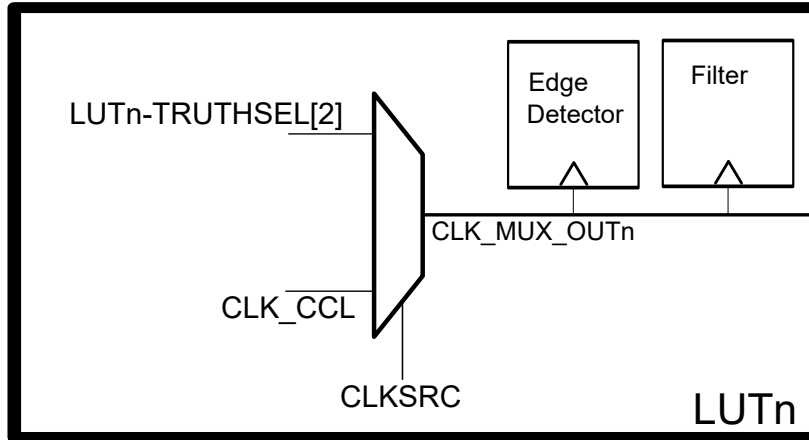 Edge
Detector
Filter
LUTn-TRUTHSEL[2]
CLK_MUX_OUTn
CLK_CCL
CLKSRC
LUTn